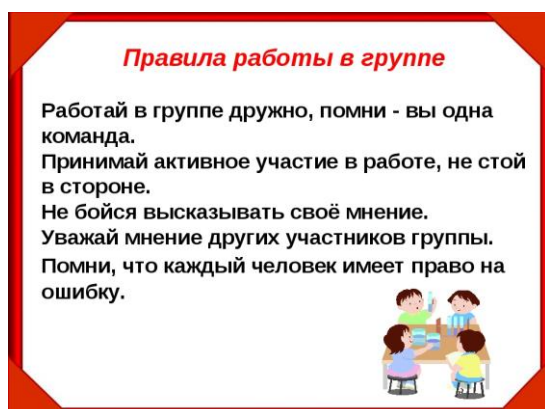 Правила работы в группе
Работай в группе дружно, помни - вы одна
команда.
Принимай активное участие в работе, не стой
в стороне.
Не бойся высказывать своё мнение.
Уважай мнение других участников группы.
Помни, что каждый человек имеет право на
ошибку.